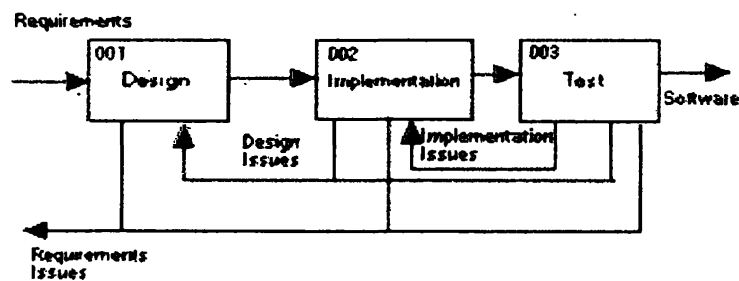 Requirements
001
Design
002
Implementation
003
Test
Software
Design
Issues
Implementation
Issues
Requirements
Issues